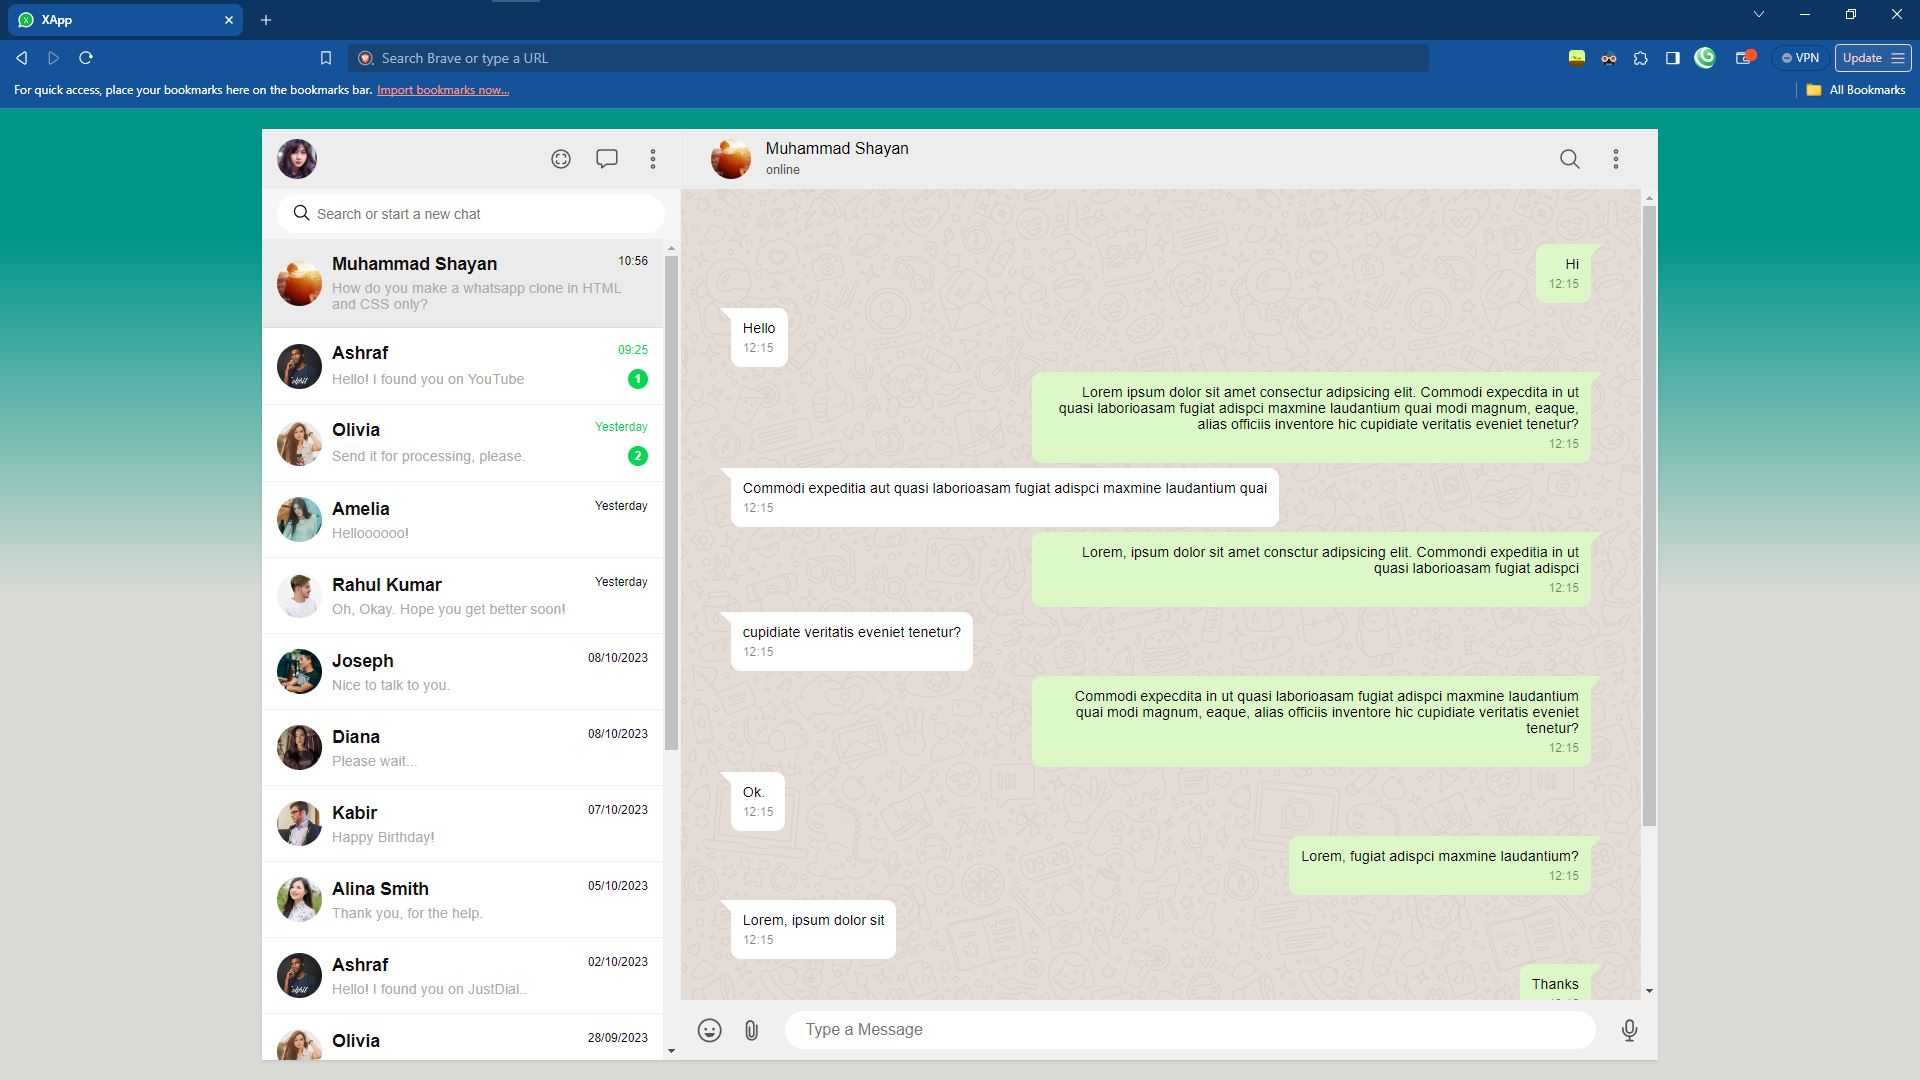 XApp
Search Brave or type a URL
VPN
Update
For quick access, place your bookmarks here on the bookmarks bar. Import bookmarks now...
All Bookmarks
Search or start a new chat
Muhammad Shayan
10:56
How do you make a whatsapp clone in HTML
and CSS only?
Ashraf
09:25
Hello! I found you on YouTube
1
Olivia
Yesterday
Send it for processing, please.
2
Amelia
Yesterday
Helloooooo!
Rahul Kumar
Yesterday
Oh, Okay. Hope you get better soon!
Joseph
08/10/2023
Nice to talk to you.
Diana
08/10/2023
Please wait...
Kabir
07/10/2023
Happy Birthday!
Alina Smith
05/10/2023
Thank you, for the help.
Ashraf
02/10/2023
Hello! I found you on JustDial..
Olivia
28/09/2023
Muhammad Shayan
online
Hi
12:15
Hello
12:15
Lorem ipsum dolor sit amet consectur adipsicing elit. Commodi expecdita in ut
quasi laborioasam fugiat adispci maxmine laudantium quai modi magnum, eaque,
alias officiis inventore hic cupidiate veritatis eveniet tenetur?
12:15
Commodi expeditia aut quasi laborioasam fugiat adispci maxmine laudantium quai
12:15
Lorem, ipsum dolor sit amet consctur adipsicing elit. Commondi expeditia in ut
quasi laborioasam fugiat adispci
12:15
cupidiate veritatis eveniet tenetur?
12:15
Commodi expecdita in ut quasi laborioasam fugiat adispci maxmine laudantium
quai modi magnum, eaque, alias officiis inventore hic cupidiate veritatis eveniet
tenetur?
12:15
Ok.
12:15
Lorem, fugiat adispci maxmine laudantium?
12:15
Lorem, ipsum dolor sit
12:15
Thanks
Type a Message